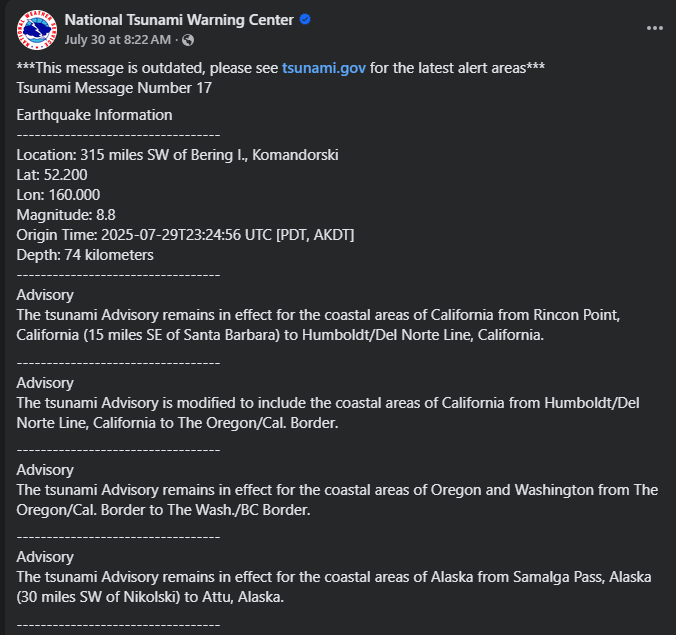 National Tsunami Warning Center
July 30 at 8:22 AM ·
***This message is outdated, please see tsunami.gov for the latest alert areas***
Tsunami Message Number 17
Earthquake Information
----------------------------------
Location: 315 miles SW of Bering I., Komandorski
Lat: 52.200
Lon: 160.000
Magnitude: 8.8
Origin Time: 2025-07-29T23:24:56 UTC [PDT, AKDT]
Depth: 74 kilometers
----------------------------------
Advisory
The tsunami Advisory remains in effect for the coastal areas of California from Rincon Point,
California (15 miles SE of Santa Barbara) to Humboldt/Del Norte Line, California.
----------------------------------
Advisory
The tsunami Advisory is modified to include the coastal areas of California from Humboldt/Del
Norte Line, California to The Oregon/Cal. Border.
----------------------------------
Advisory
The tsunami Advisory remains in effect for the coastal areas of Oregon and Washington from The
Oregon/Cal. Border to The Wash./BC Border.
----------------------------------
Advisory
The tsunami Advisory remains in effect for the coastal areas of Alaska from Samalga Pass, Alaska
(30 miles SW of Nikolski) to Attu, Alaska.
----------------------------------